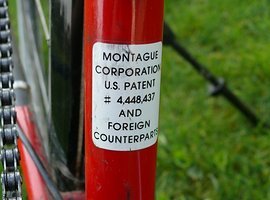 MONTAGUE
CORPORATION
U.S. PATENT
# 4,448,437
AND
FOREIGN
COUNTERPARTS